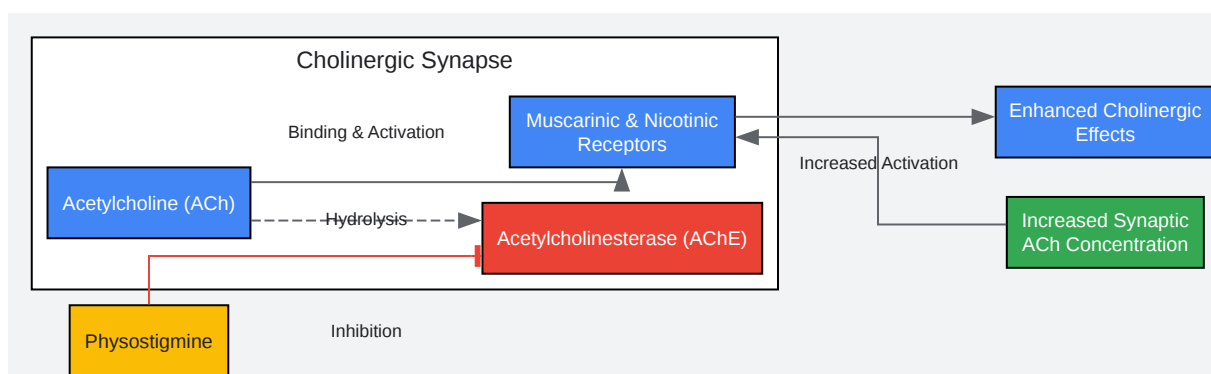 Cholinergic Synapse
Binding & Activation
Muscarinic & Nicotinic
Receptors
Enhanced Cholinergic
Effects
Increased Activation
Acetylcholine (ACh)
Hydrolysis
Acetylcholinesterase (AChE)
Increased Synaptic
ACh Concentration
Physostigmine
Inhibition